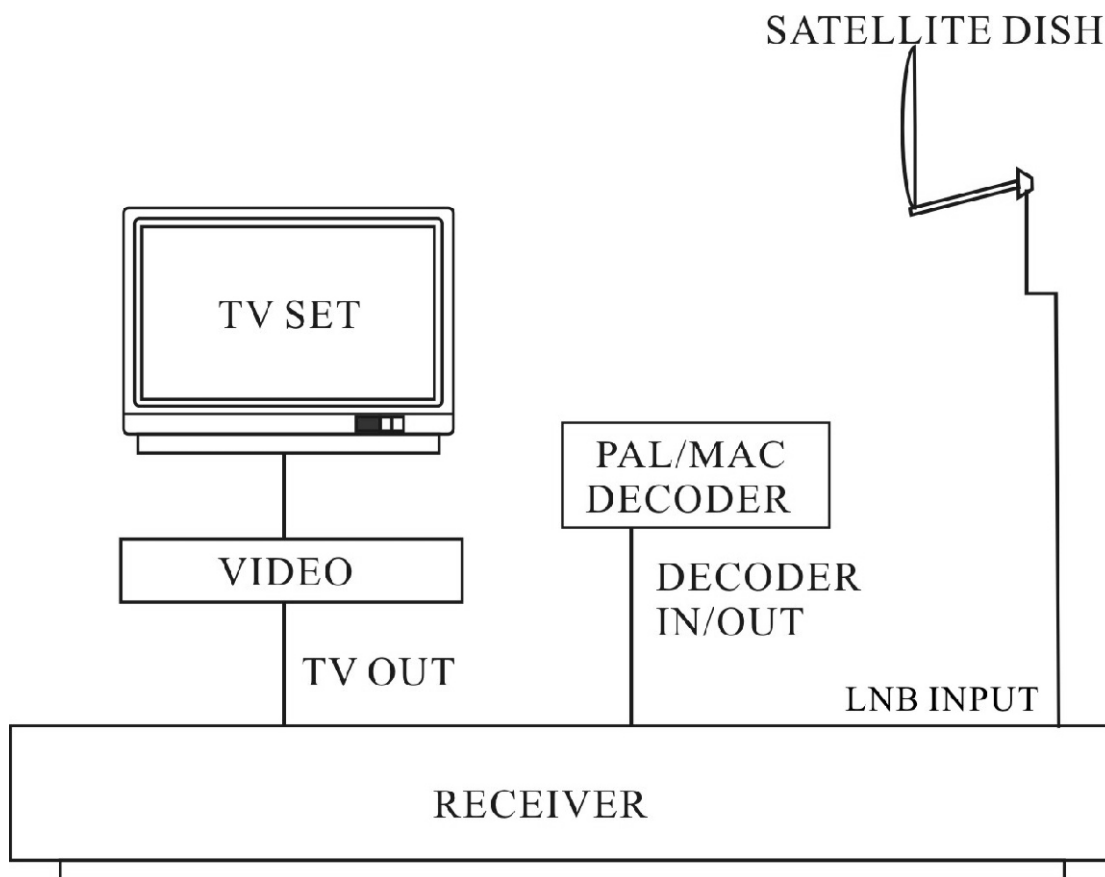 SATELLITE DISH
TV SET
PAL/MAC
DECODER
VIDEO
DECODER
IN/OUT
TV OUT
LNB INPUT
RECEIVER